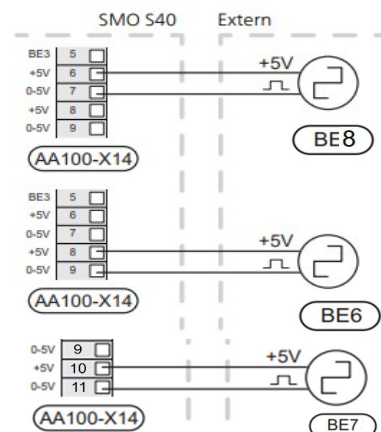 SMO S40 Extern
BE3 5
+5V 6
0-5V 7
+5V 8
0-5V 9
+5V
BE8
AA100-X14
BE3 5
+5V 6
0-5V 7
+5V 8
0-5V 9
+5V
BE6
AA100-X14
0-5V 9
+5V 10
0-5V 11
+5V
BE7
AA100-X14